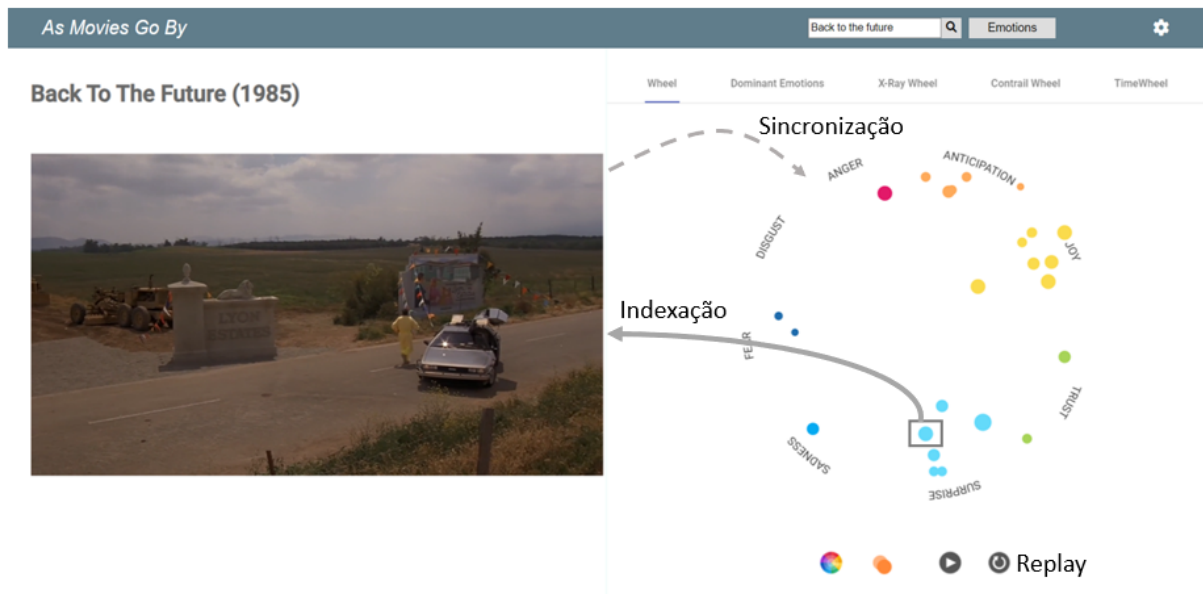 As Movies Go By
Back to the future
Emotions
Back To The Future (1985)
Wheel
Dominant Emotions
X-Ray Wheel
Contrail Wheel
TimeWheel
Sincronização
ANGER
ANTICIPATION
DISGUST
JOY
Indexação
LYON
ESTATES
FEAR
TRUST
SADNESS
SURPRISE
Replay